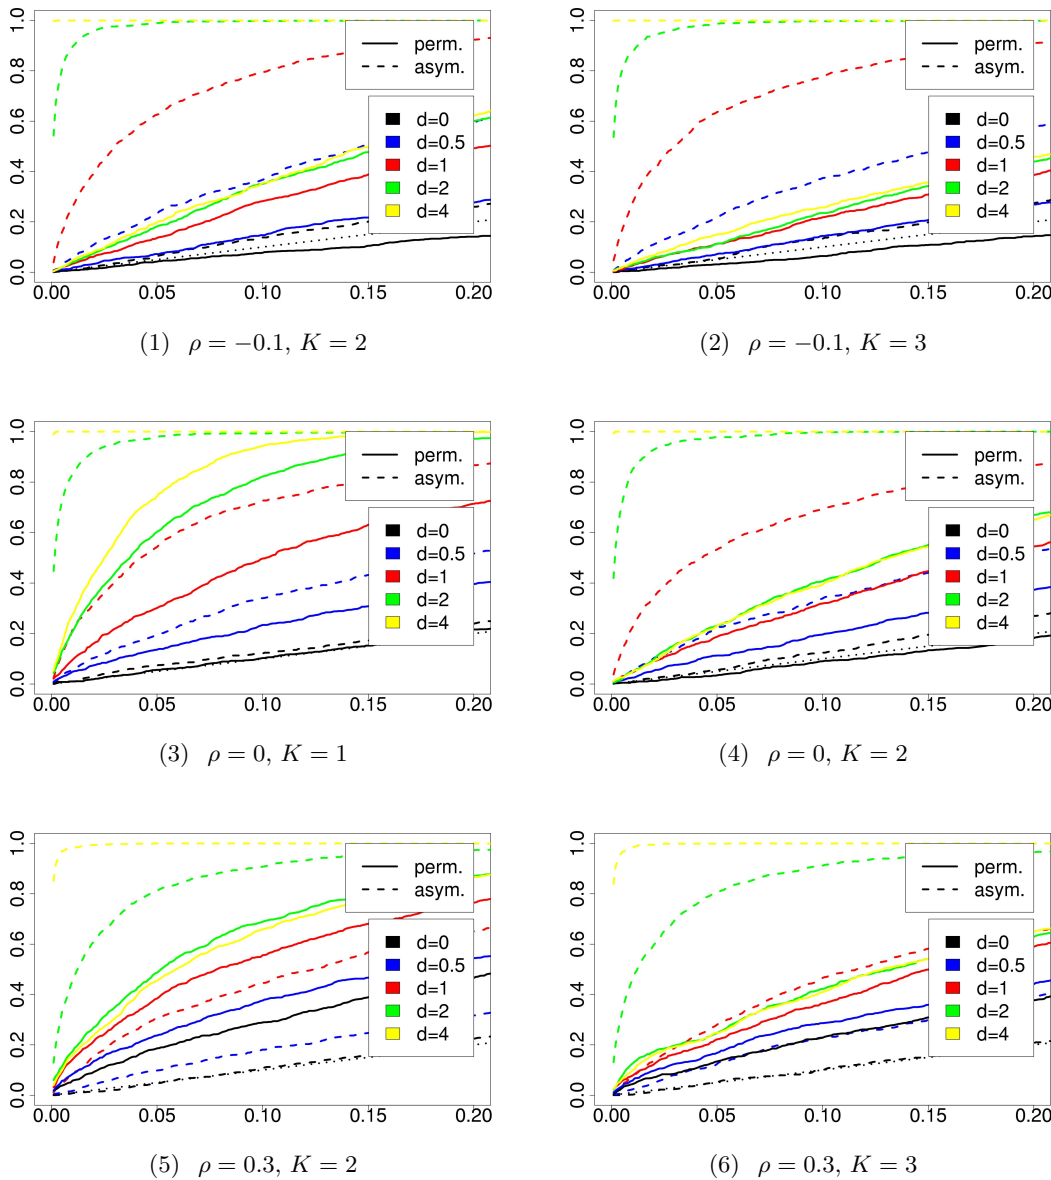 1.0
0.8
0.6
0.4
0.2
0.0
0.00 0.05 0.10 0.15 0.20
perm.
asym.
d=0
d=0.5
d=1
d=2
d=4
(1) ρ = −0.1, K = 2
1.0
0.8
0.6
0.4
0.2
0.0
0.00 0.05 0.10 0.15 0.20
perm.
asym.
d=0
d=0.5
d=1
d=2
d=4
(2) ρ = −0.1, K = 3
1.0
0.8
0.6
0.4
0.2
0.0
0.00 0.05 0.10 0.15 0.20
perm.
asym.
d=0
d=0.5
d=1
d=2
d=4
(3) ρ = 0, K = 1
1.0
0.8
0.6
0.4
0.2
0.0
0.00 0.05 0.10 0.15 0.20
perm.
asym.
d=0
d=0.5
d=1
d=2
d=4
(4) ρ = 0, K = 2
1.0
0.8
0.6
0.4
0.2
0.0
0.00 0.05 0.10 0.15 0.20
perm.
asym.
d=0
d=0.5
d=1
d=2
d=4
(5) ρ = 0.3, K = 2
1.0
0.8
0.6
0.4
0.2
0.0
0.00 0.05 0.10 0.15 0.20
perm.
asym.
d=0
d=0.5
d=1
d=2
d=4
(6) ρ = 0.3, K = 3